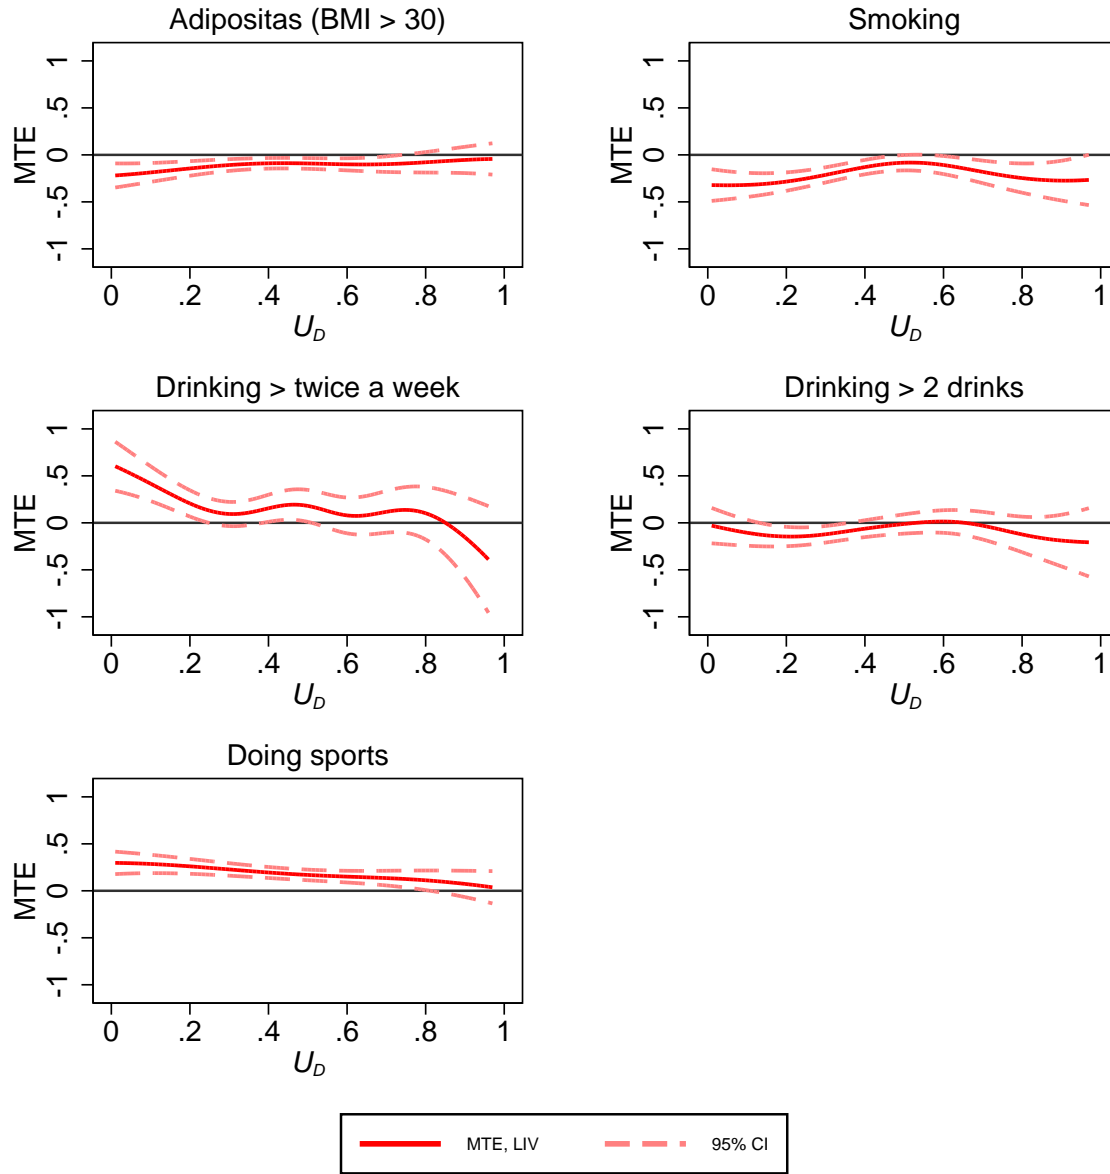 Adipositas (BMI > 30)
MTE
1
.5
0
-.5
-1
0 .2 .4 .6 .8 1
U_D
Smoking
MTE
1
.5
0
-.5
-1
0 .2 .4 .6 .8 1
U_D
Drinking > twice a week
MTE
1
.5
0
-.5
-1
0 .2 .4 .6 .8 1
U_D
Drinking > 2 drinks
MTE
1
.5
0
-.5
-1
0 .2 .4 .6 .8 1
U_D
Doing sports
MTE
1
.5
0
-.5
-1
0 .2 .4 .6 .8 1
U_D
MTE, LIV 95% CI